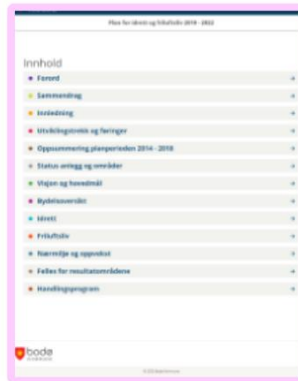 Plan for idrett og friluftsliv 2019 - 2022
Innhold
Forord
Sammendrag
Innledning
Utviklingstrekk og føringer
Oppsummering planperioden 2014 - 2018
Status anlegg og områder
Visjon og hovedmål
Bydelsoversikt
Idrett
Friluftsliv
Nærmiljø og oppvekst
Felles for resultatområdene
Handlingsprogram
bodø
KOMMUNE